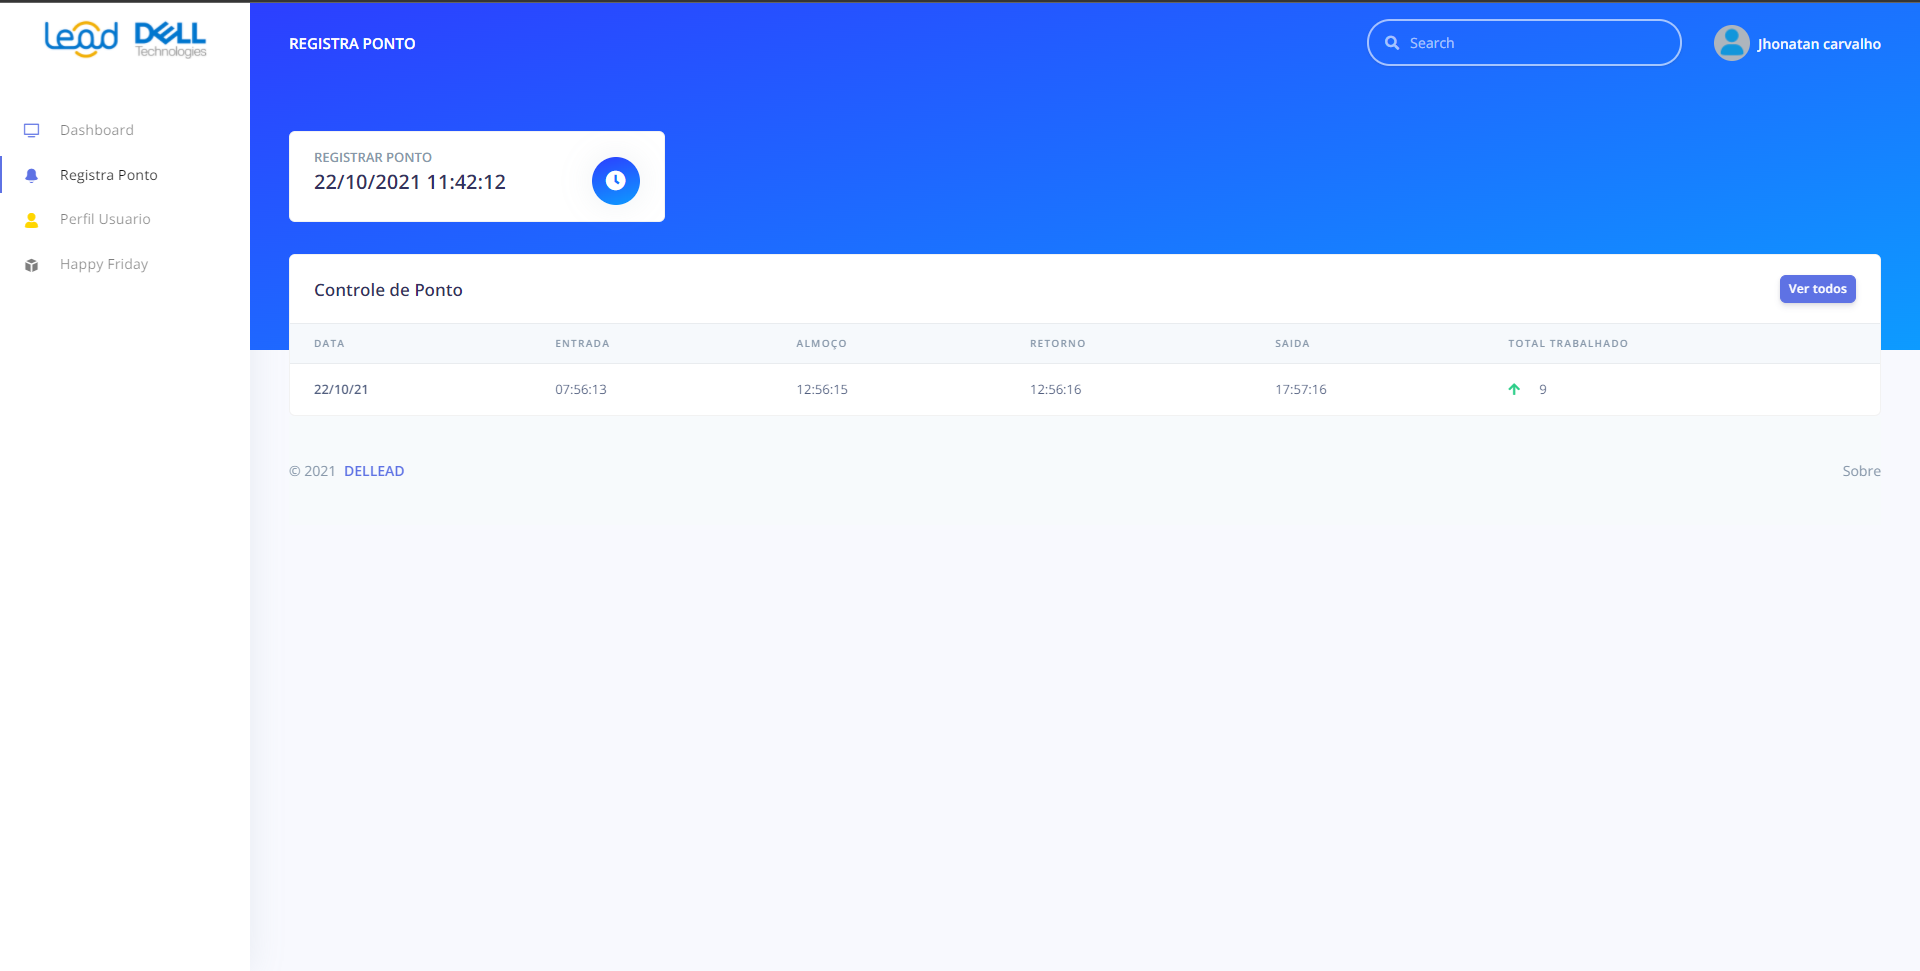 Lead DELL Technologies
Dashboard
Registra Ponto
Perfil Usuario
Happy Friday
REGISTRA PONTO
Search
Jhonatan carvalho
REGISTRAR PONTO
22/10/2021 11:42:12
Controle de Ponto
Ver todos
DATA ENTRADA ALMOÇO RETORNO SAIDA TOTAL TRABALHADO
22/10/21 07:56:13 12:56:15 12:56:16 17:57:16 9
© 2021 DELLEAD
Sobre